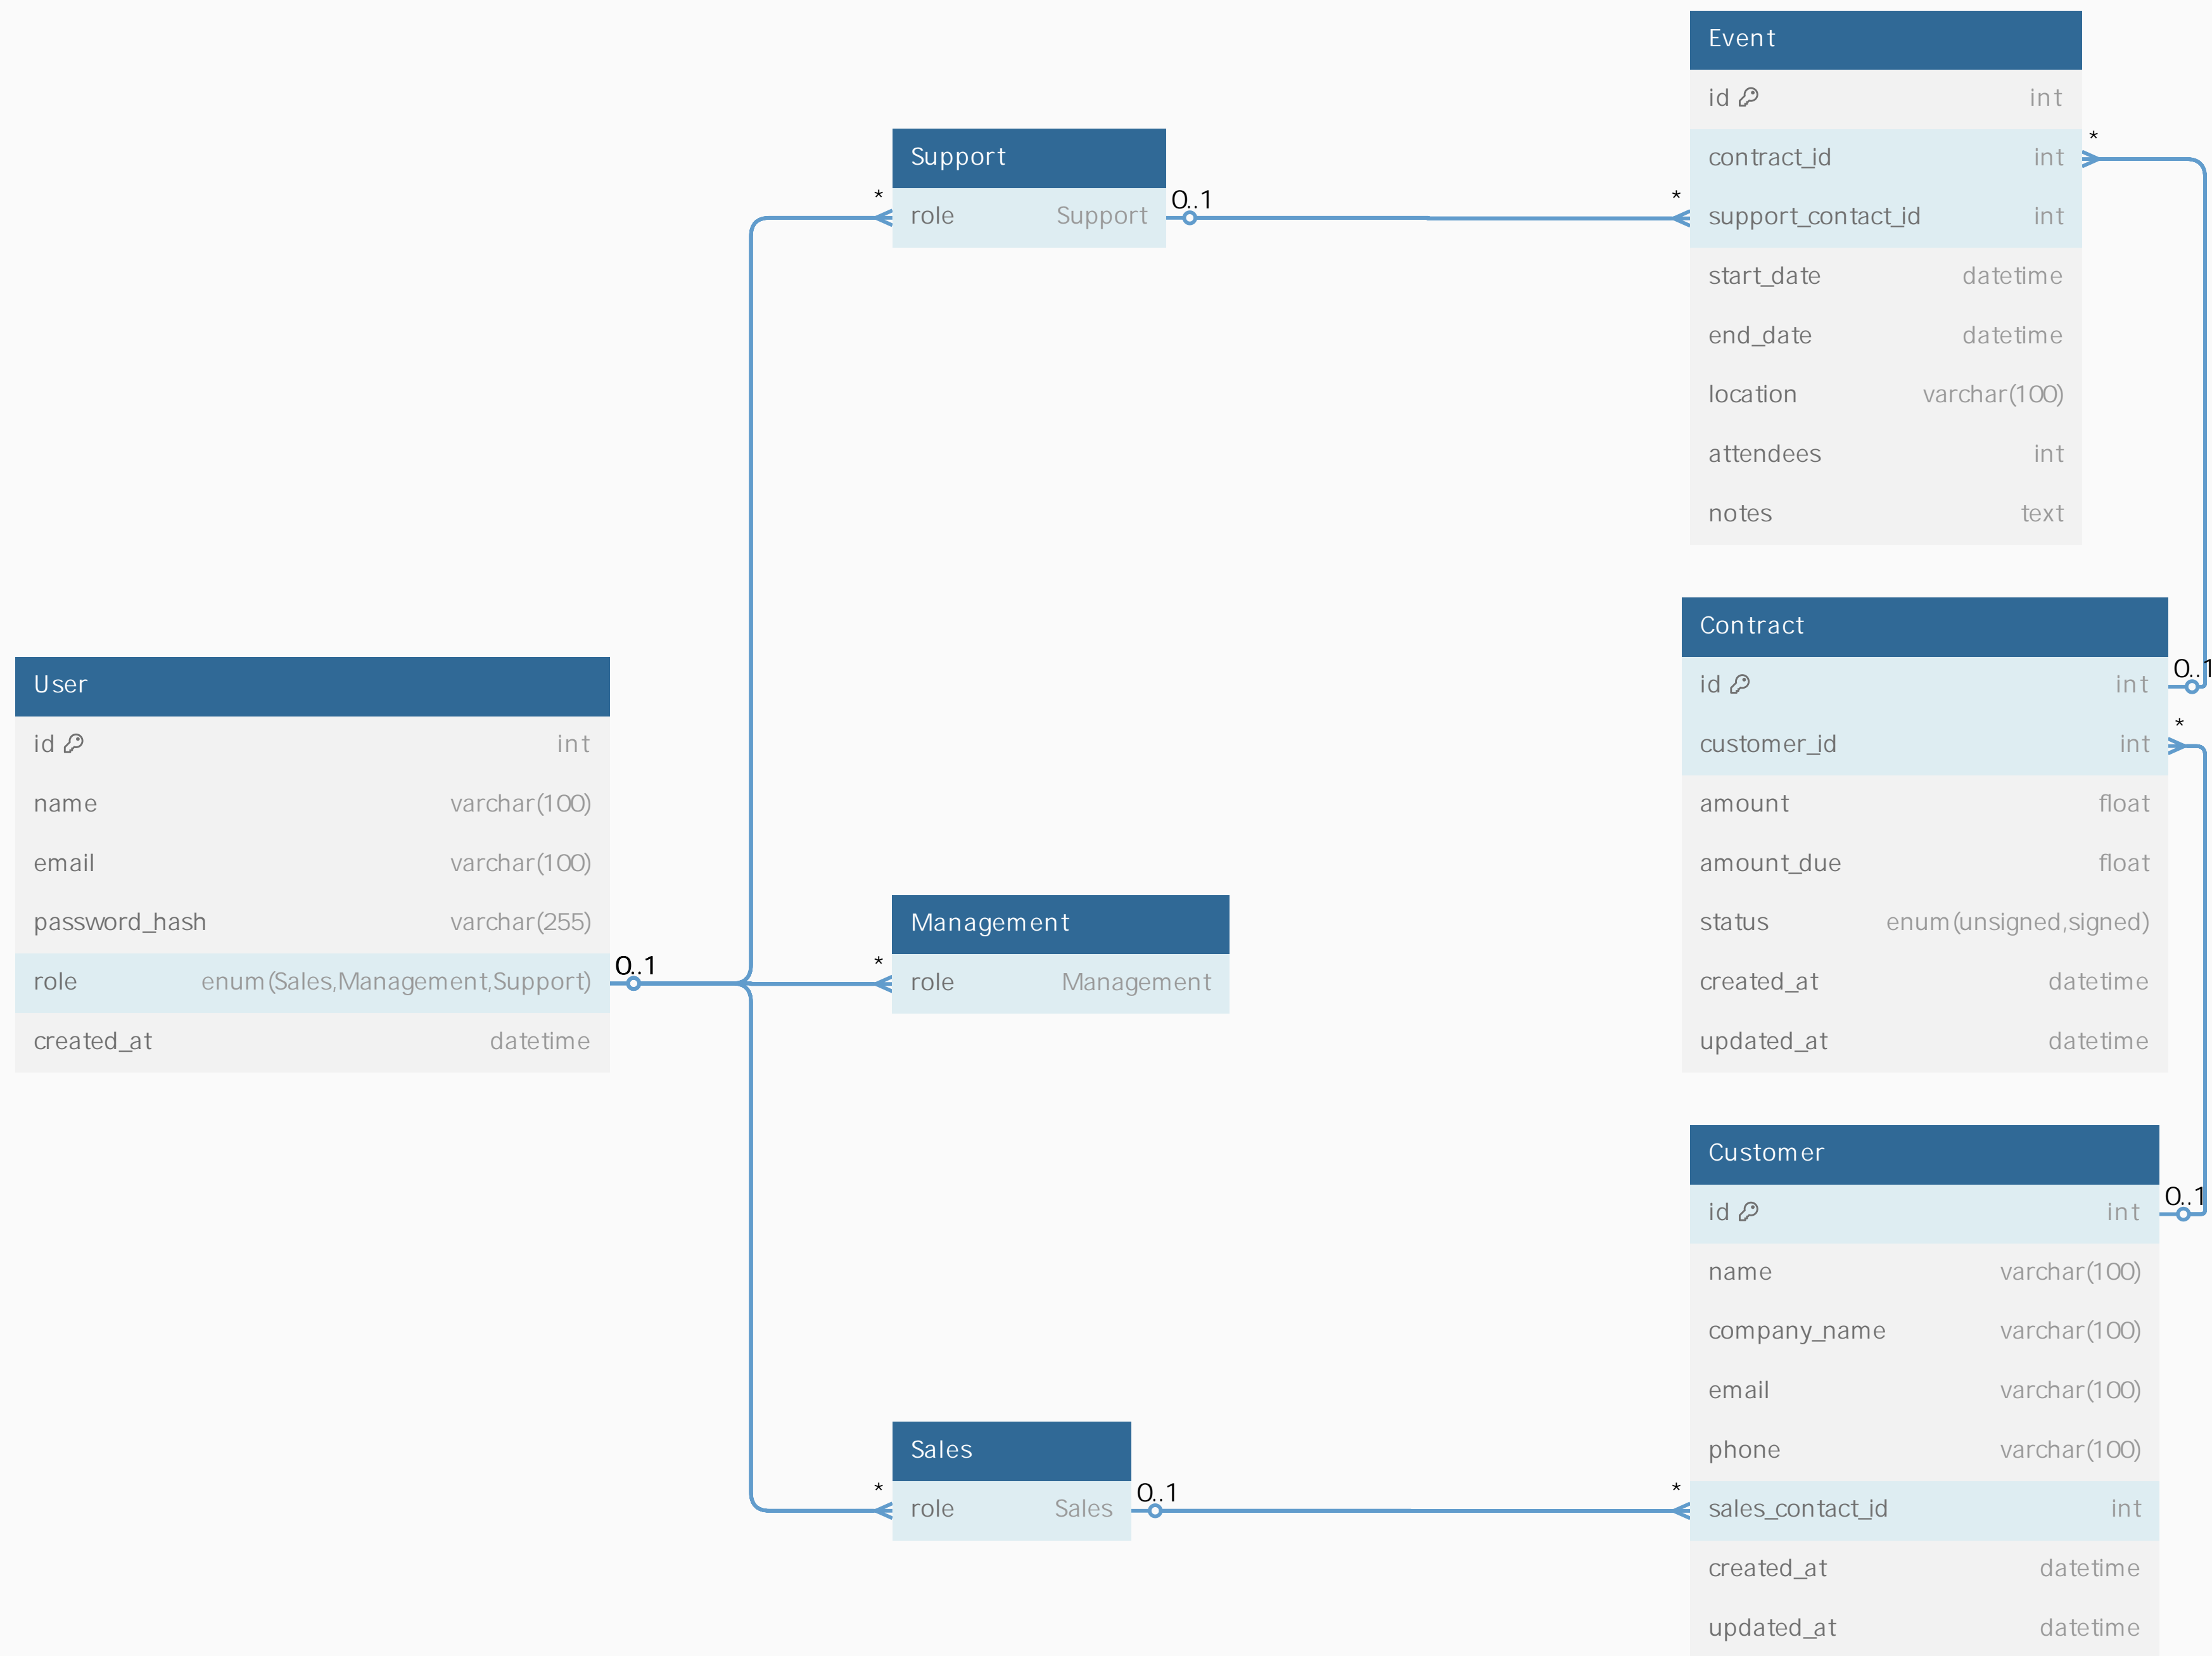 Event
id int
*
contract_id int
Support
0..1
*
*
role Support
support_contact_id int
start_date datetime
end_date datetime
location varchar(100)
attendees int
notes text
Contract
0..1
User
id int
*
id int
customer_id int
name varchar(100)
amount float
email varchar(100)
amount_due float
password_hash varchar(255)
Management
status enum(unsigned,signed)
0..1
*
role enum(Sales,Management,Support)
role Management
created_at datetime
created_at datetime
updated_at datetime
Customer
0..1
id int
name varchar(100)
company_name varchar(100)
email varchar(100)
Sales
phone varchar(100)
*
0..1
*
role Sales
sales_contact_id int
created_at datetime
updated_at datetime